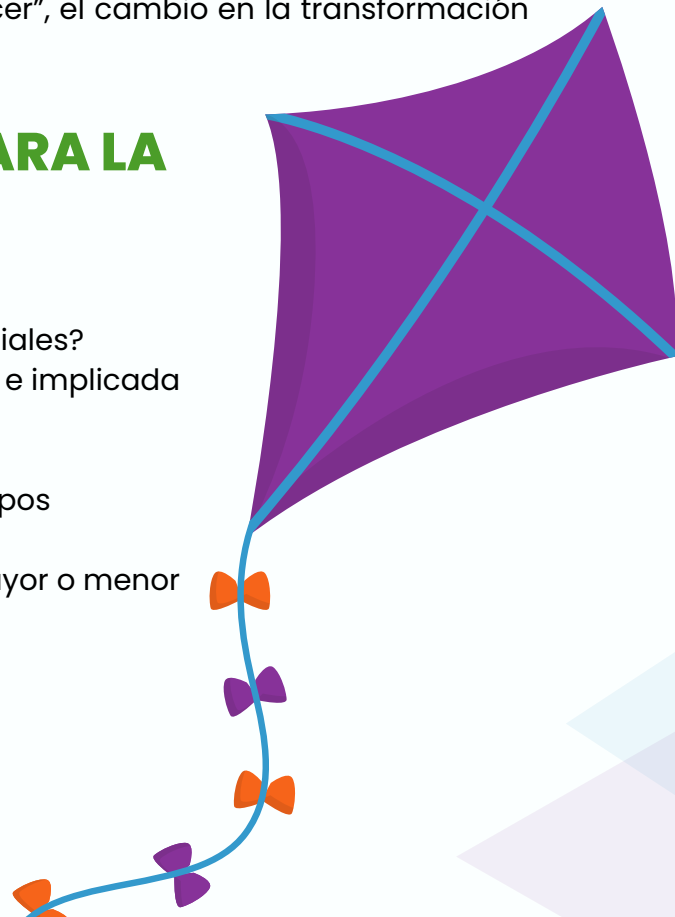 cer”, el cambio en la transformación
ARA LA
iales?
e implicada
pos
yor o menor